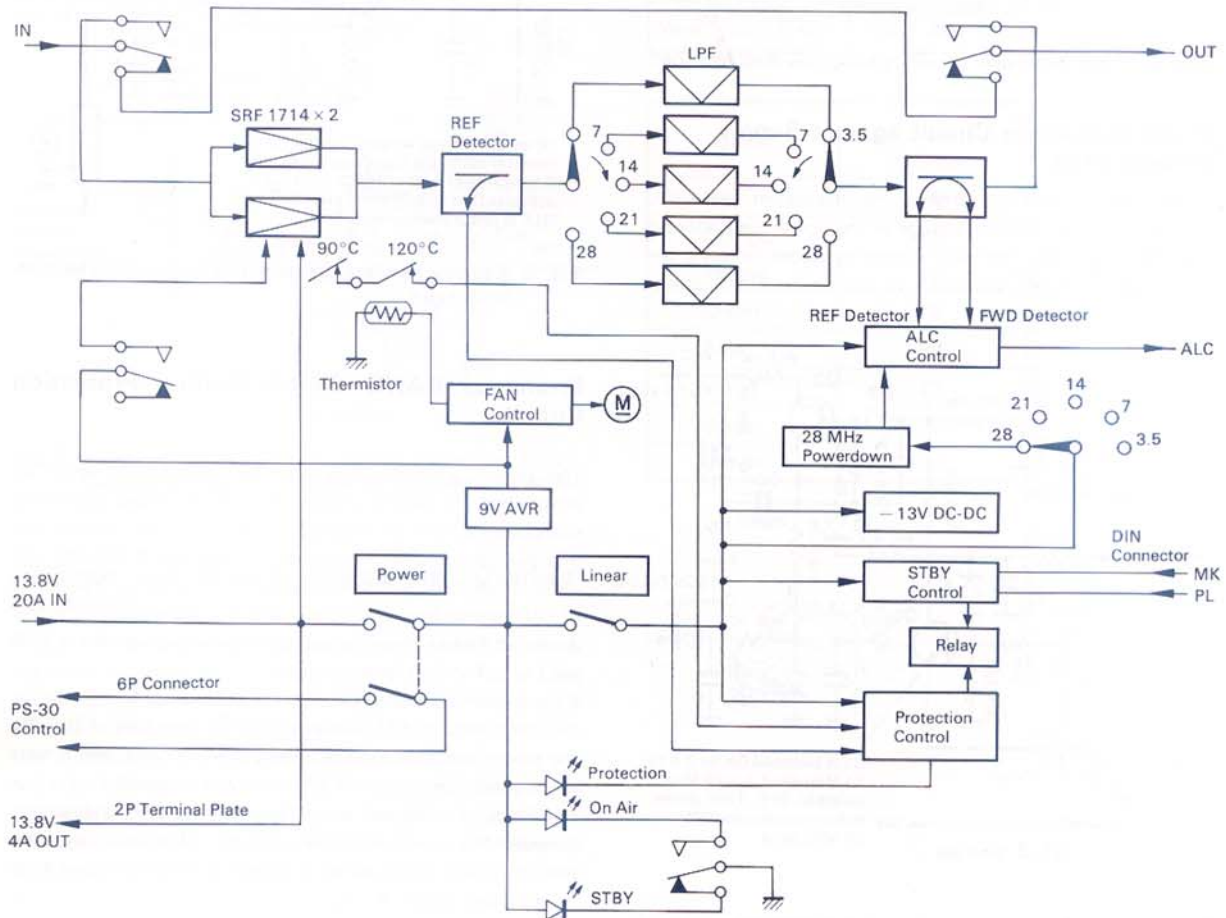 IN
LPF
OUT
SRF 1714 × 2
REF
Detector
7
7
3.5
14
14
21
21
28
28
90°C
120°C
Thermistor
FAN
Control
M
REF Detector
FWD Detector
ALC
Control
ALC
14
21
7
28
3.5
28 MHz
Powerdown
9V AVR
−13V DC-DC
DIN
Connector
Power
Linear
STBY
Control
MK
PL
13.8V
20A IN
Relay
6P Connector
PS-30
Control
Protection
Control
Protection
2P Terminal Plate
On Air
13.8V
4A OUT
STBY